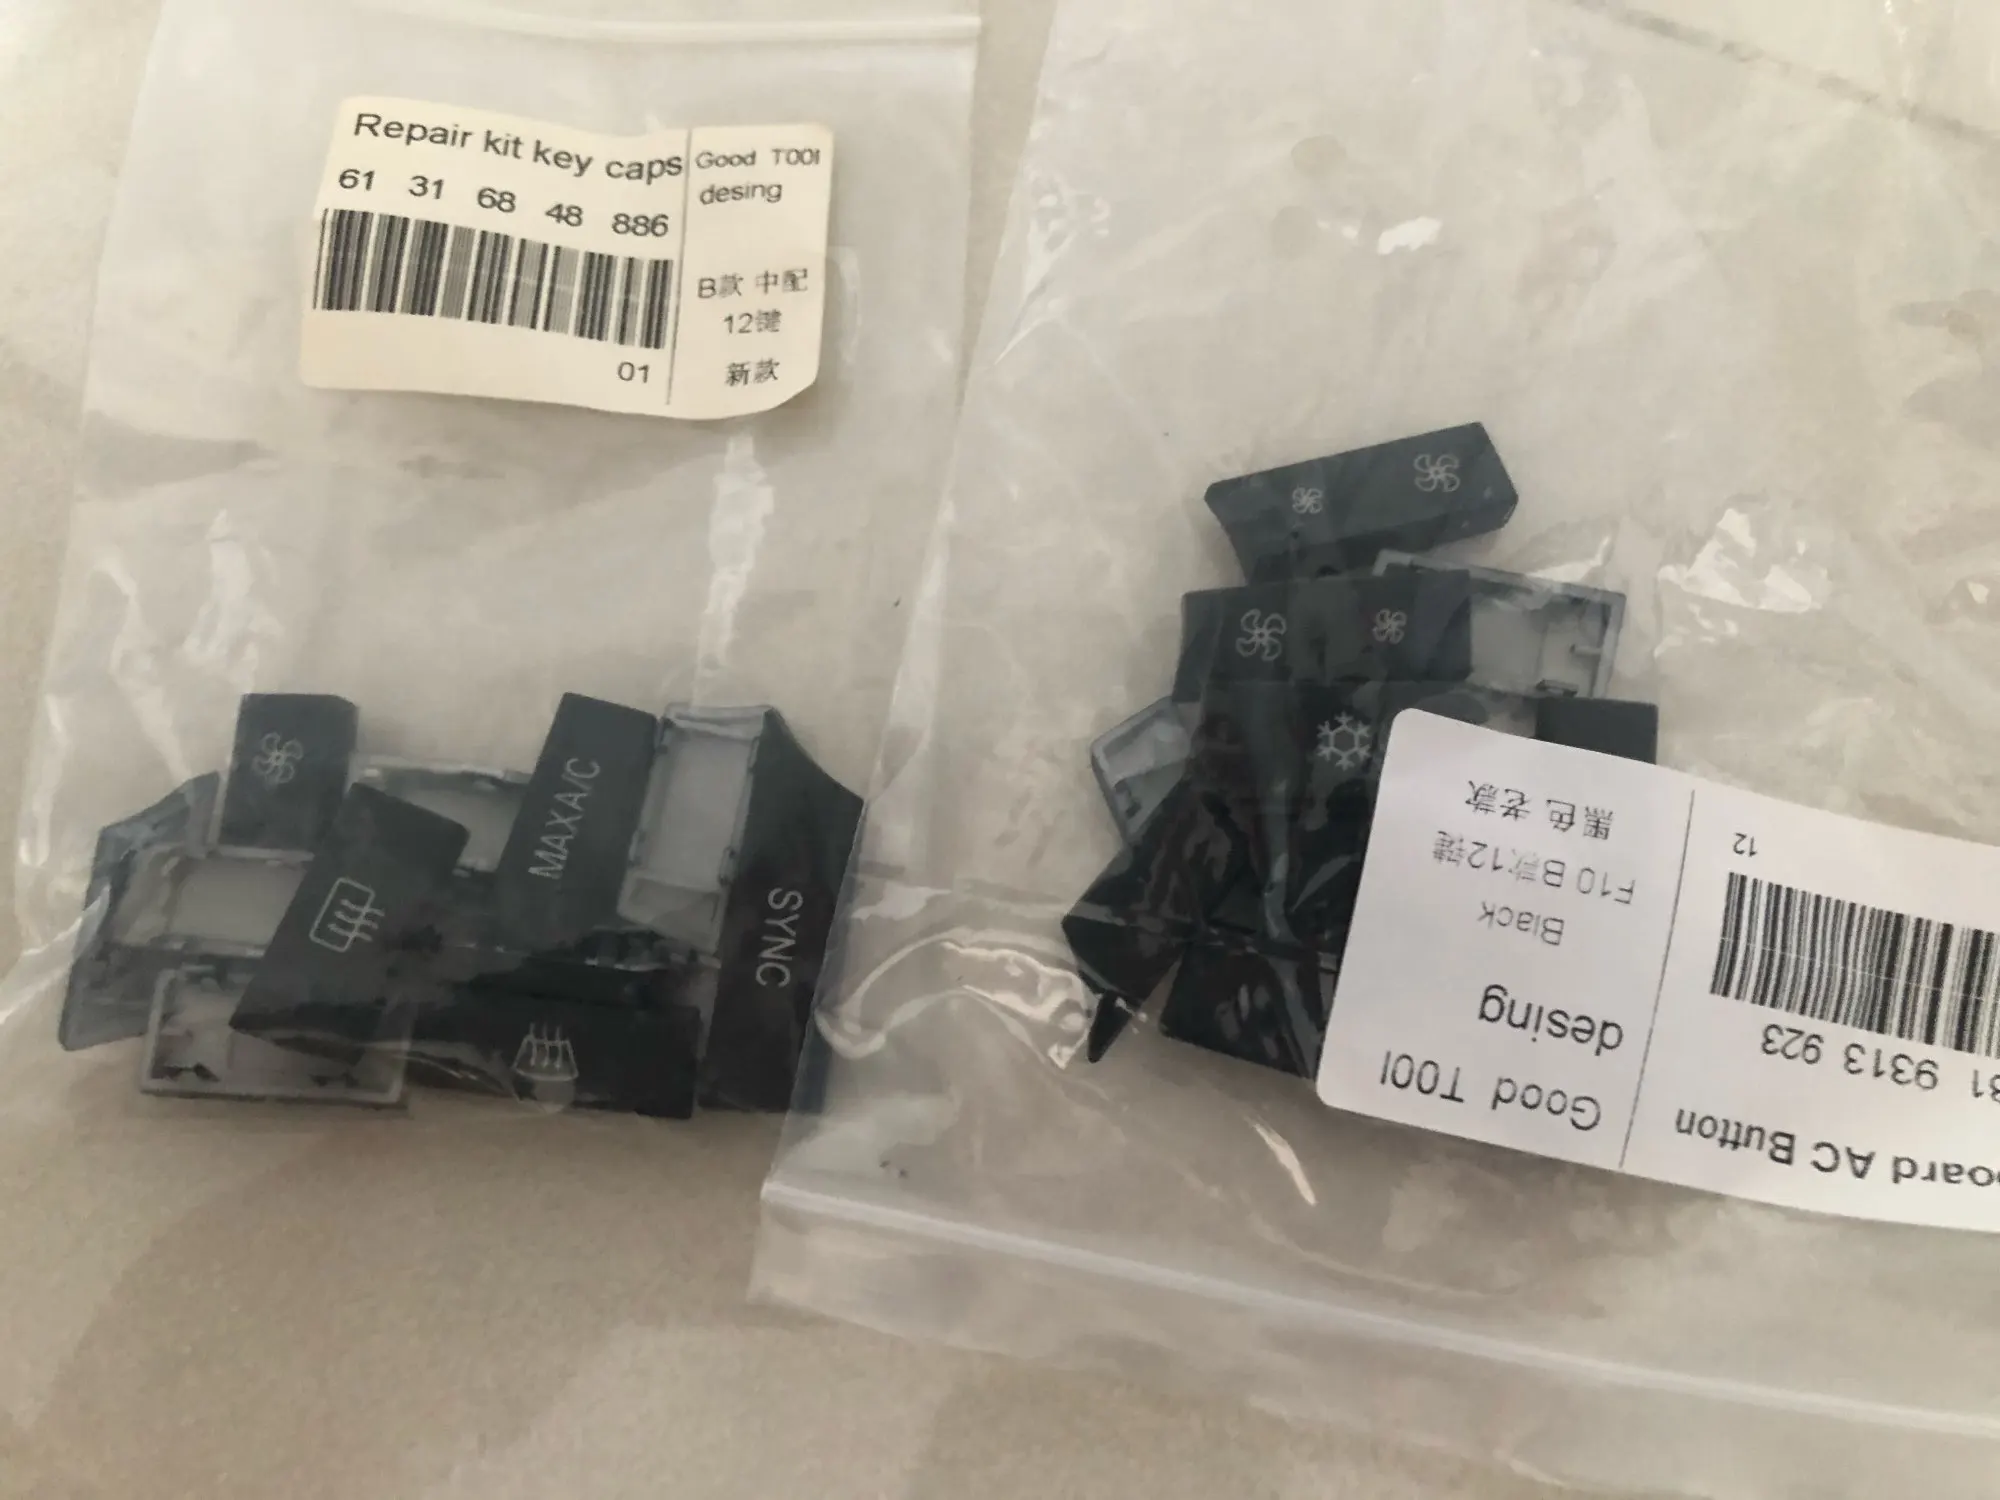 Repair kit key caps
61 31 68 48 886
01
Good T00l
desing
B款 中配
12键
新款
MAXA/C
SYNC
oard AC Button
31 9313 923
12
Good T00l
desing
Black
F10 B款12键
黑色 老款